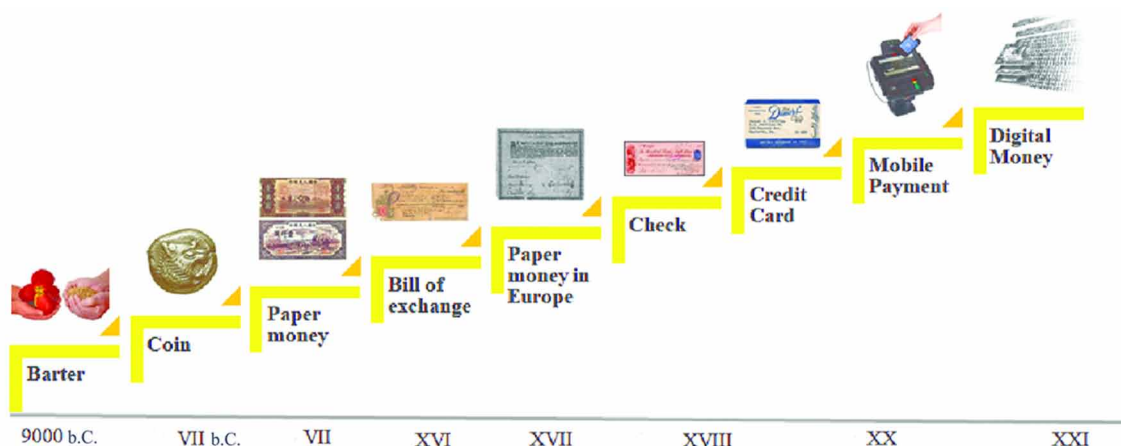 Barter
Coin
Paper
money
Bill of
exchange
Paper
money in
Europe
Check
Credit
Card
Mobile
Payment
Digital
Money
9000 b.C.
VII b.C.
VII
XVI
XVII
XVIII
XX
XXI